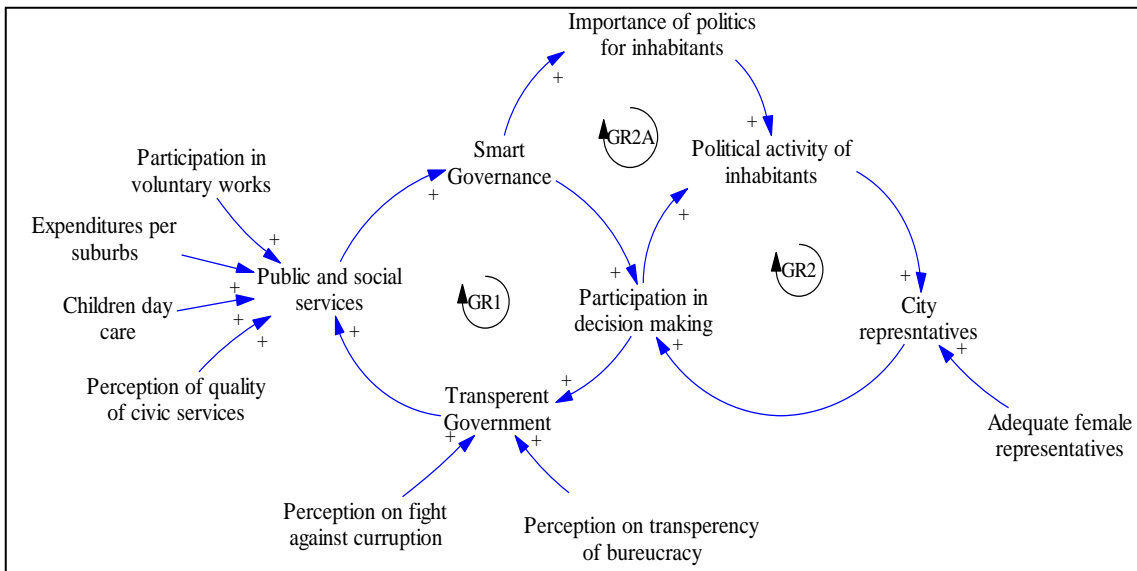 Importance of politics
for inhabitants
+
+
GR2A
Smart
Governance
Political activity of
inhabitants
Participation in
voluntary works
+
+
Expenditures per
suburbs
+
Public and social
services
+
GR1
+
Participation in
decision making
GR2
+
City
represntatives
Children day
care
+
+
+
+
+
Perception of quality
of civic services
+
Transperent
Government
+
+
Adequate female
representatives
+
Perception on fight
against curruption
Perception on transperency
of bureucracy